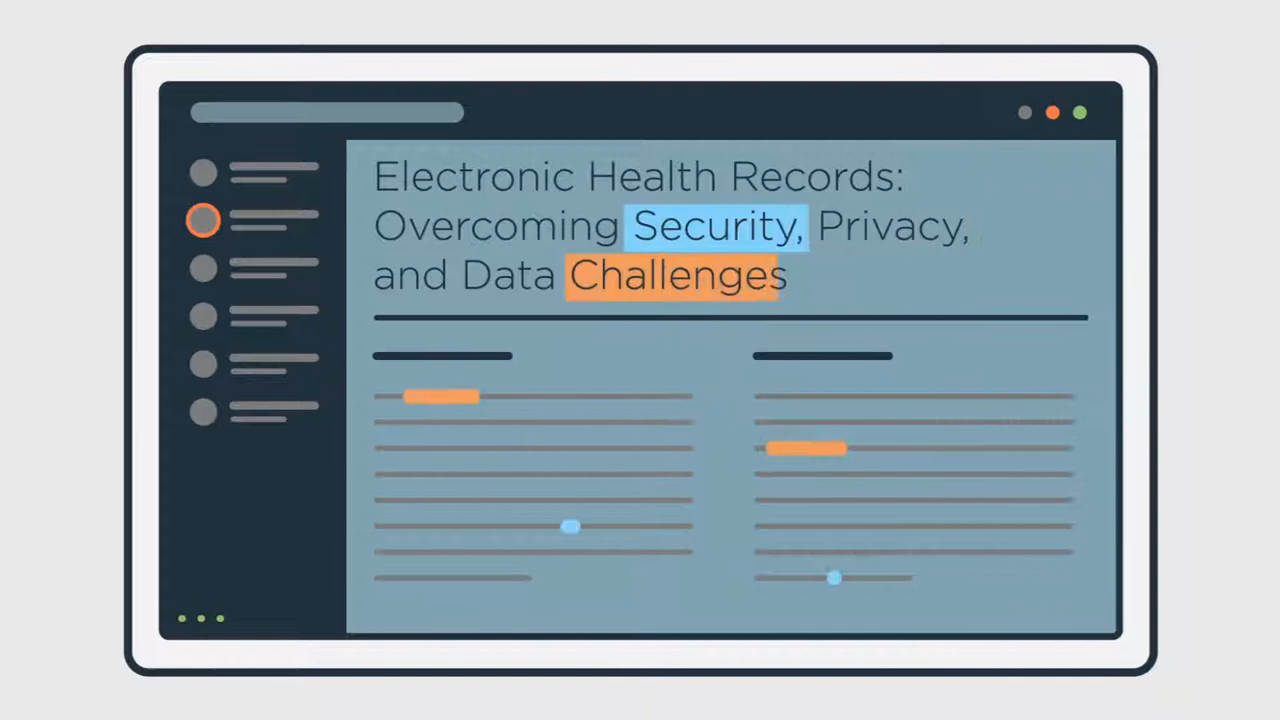 Electronic Health Records:
Overcoming Security, Privacy,
and Data Challenges